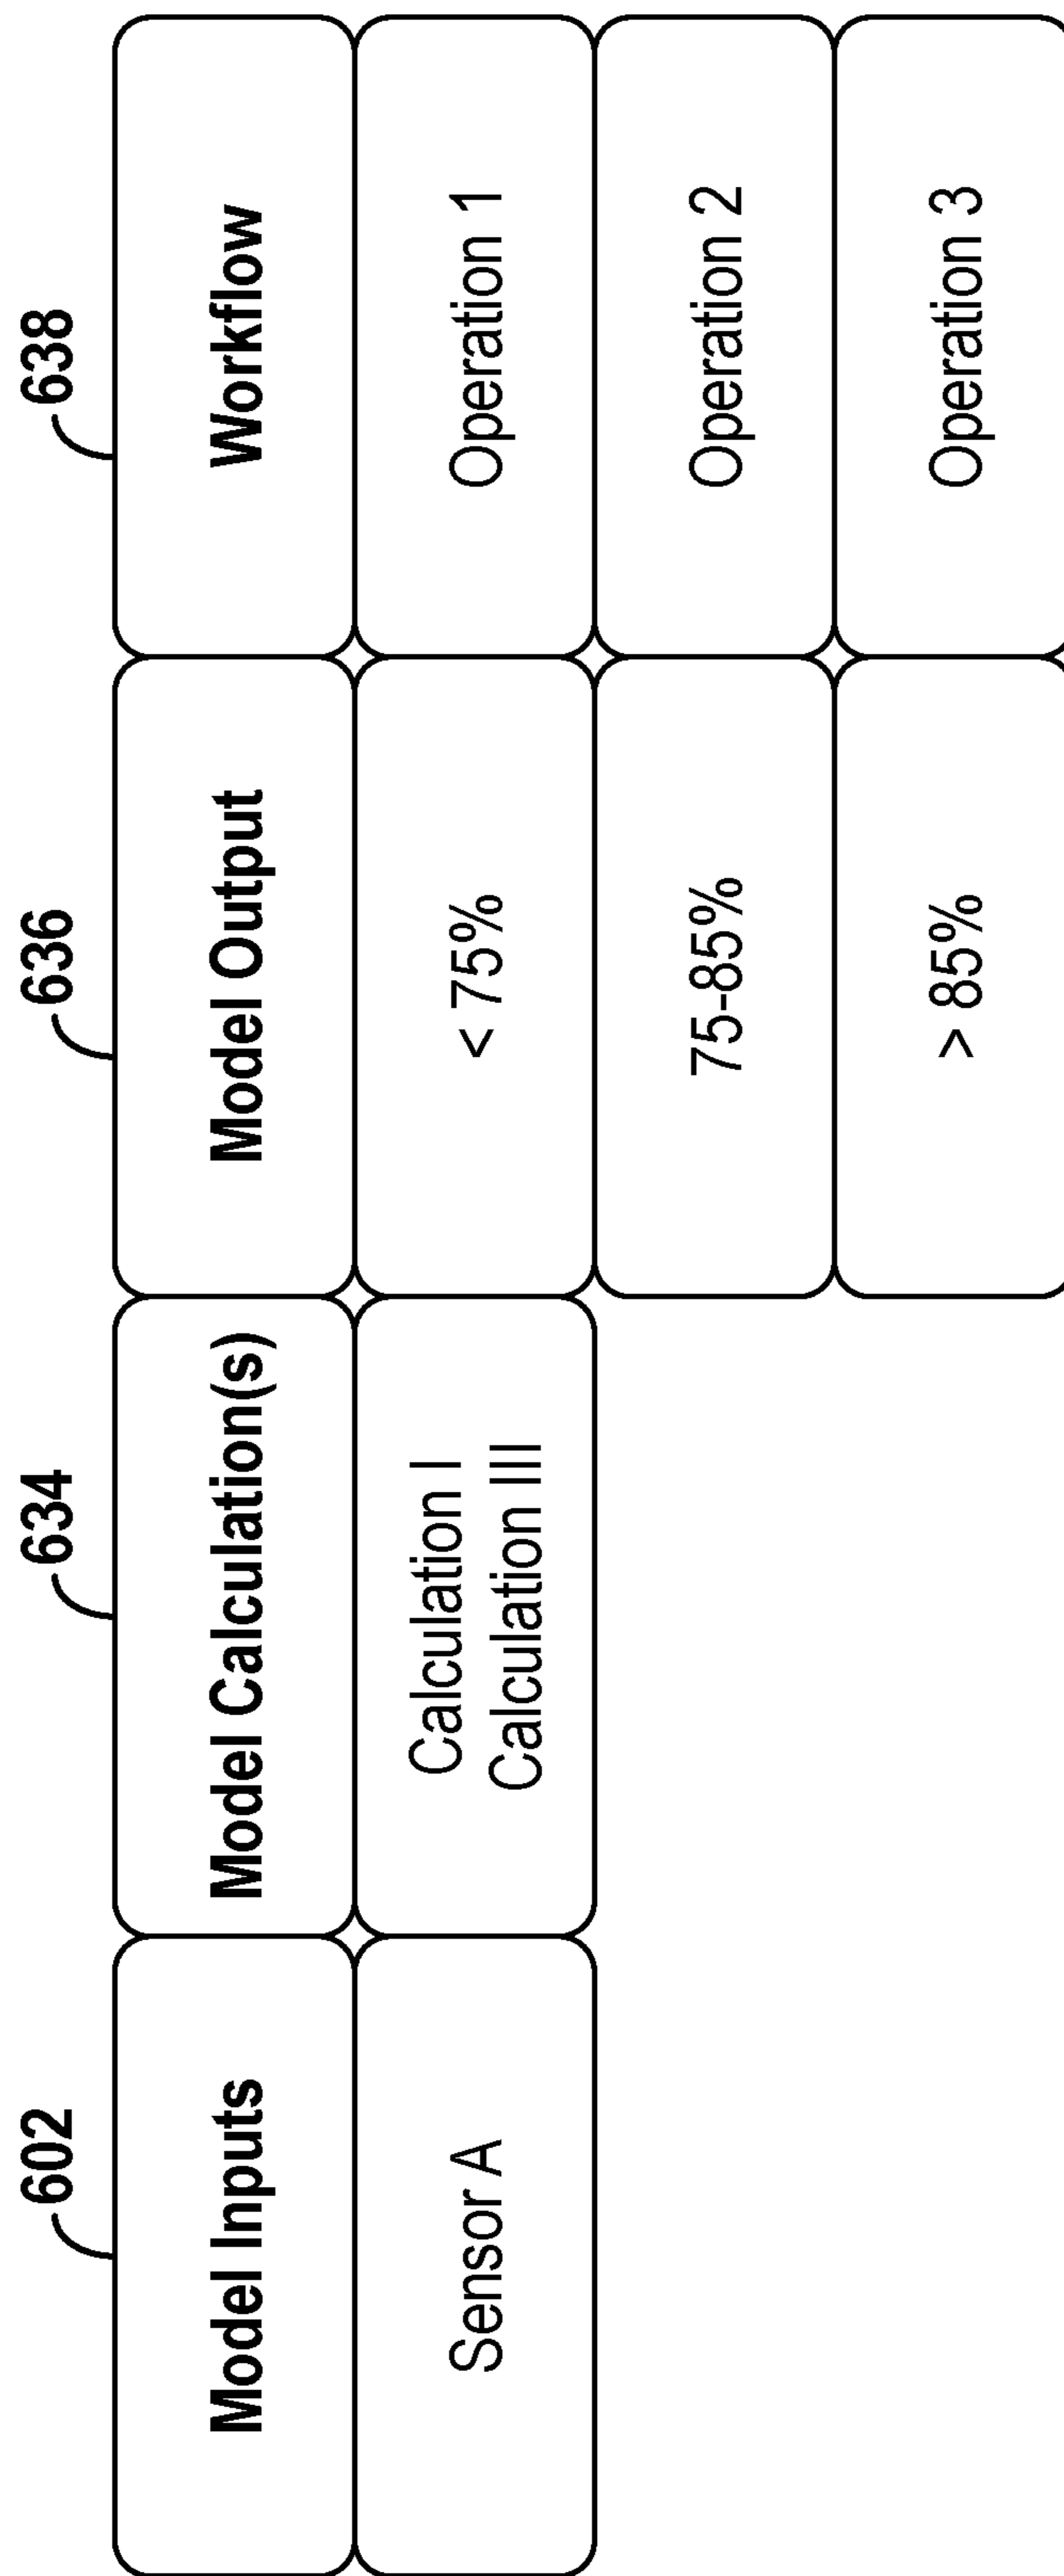 602
634
636
638
Model Inputs
Model Calculation(s)
Model Output
Workflow
Sensor A
Calculation I
Calculation III
< 75%
Operation 1
75-85%
Operation 2
> 85%
Operation 3